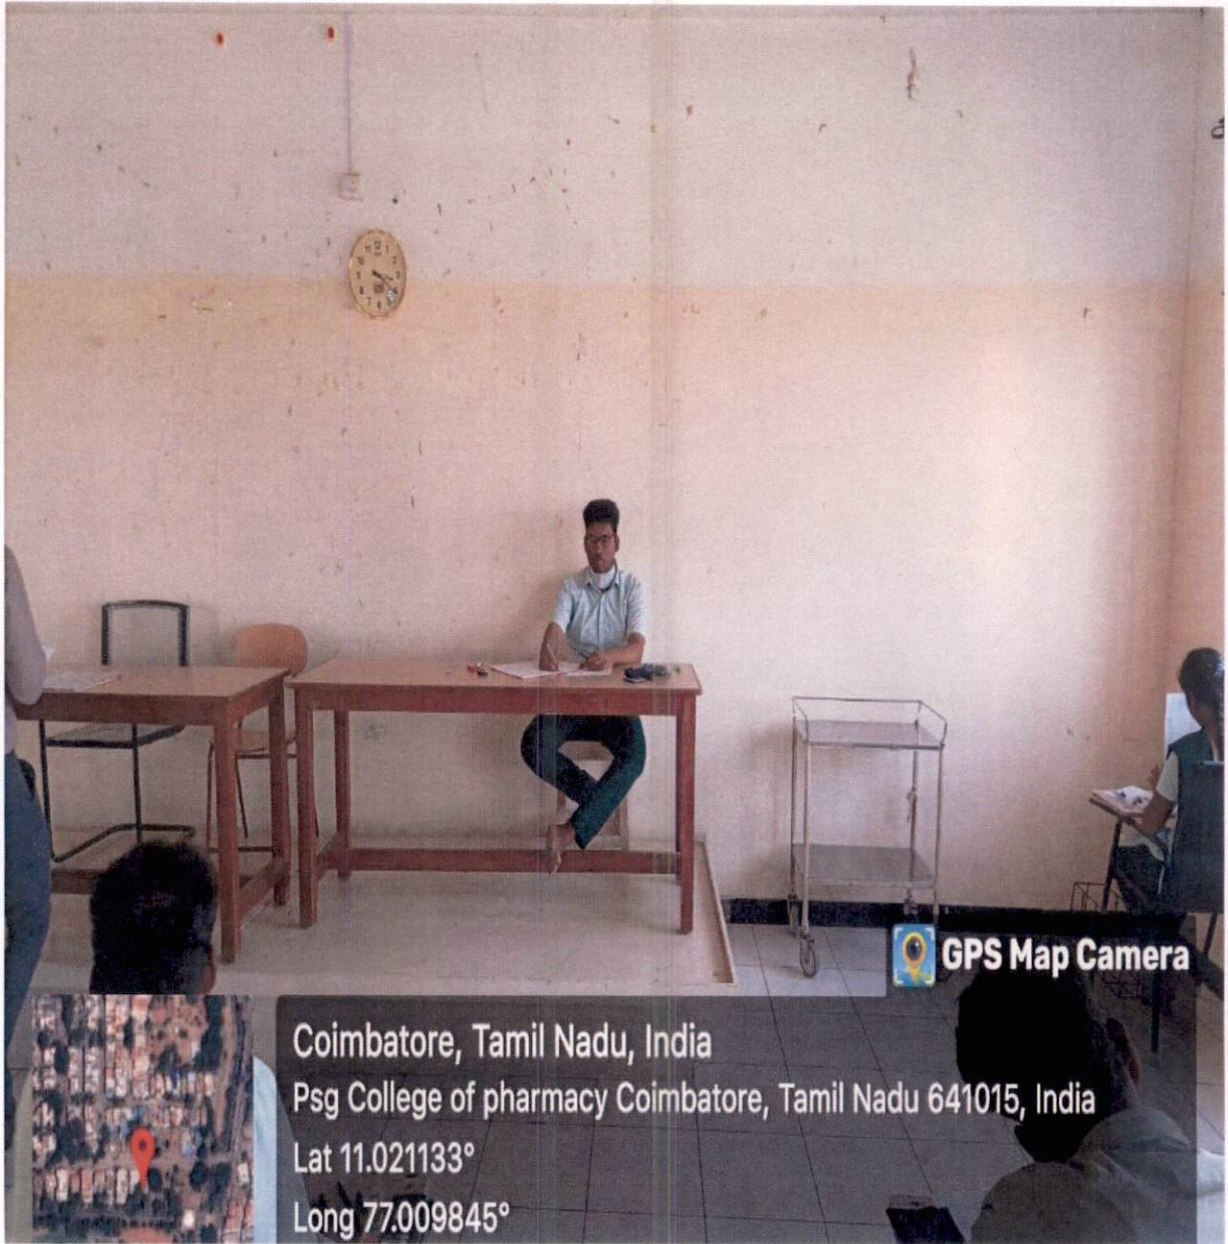 GPS Map Camera
Coimbatore, Tamil Nadu, India
Psg College of pharmacy Coimbatore, Tamil Nadu 641015, India
Lat 11.021133°
Long 77.009845°